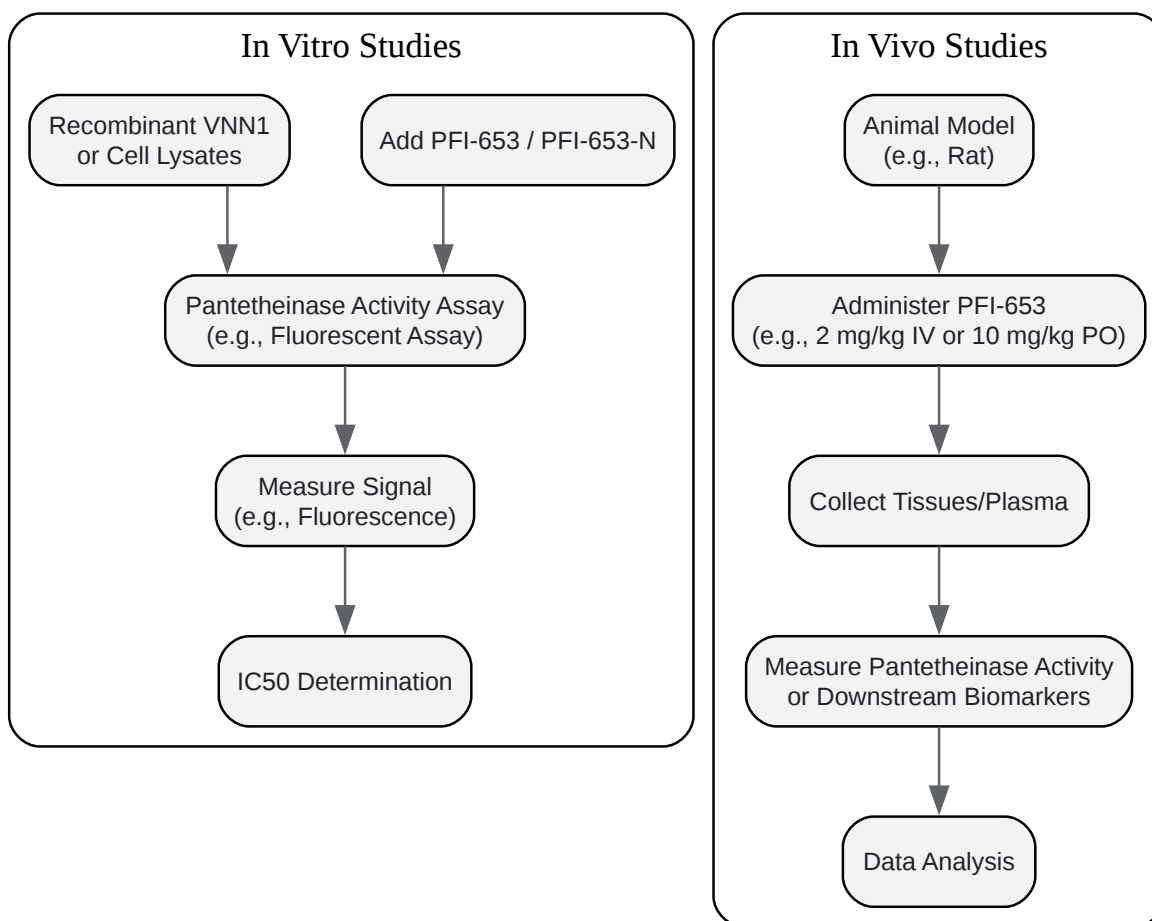 In Vitro Studies
Recombinant VNN1
or Cell Lysates
Add PFI-653 / PFI-653-N
Pantetheinase Activity Assay
(e.g., Fluorescent Assay)
Measure Signal
(e.g., Fluorescence)
IC50 Determination
In Vivo Studies
Animal Model
(e.g., Rat)
Administer PFI-653
(e.g., 2 mg/kg IV or 10 mg/kg PO)
Collect Tissues/Plasma
Measure Pantetheinase Activity
or Downstream Biomarkers
Data Analysis